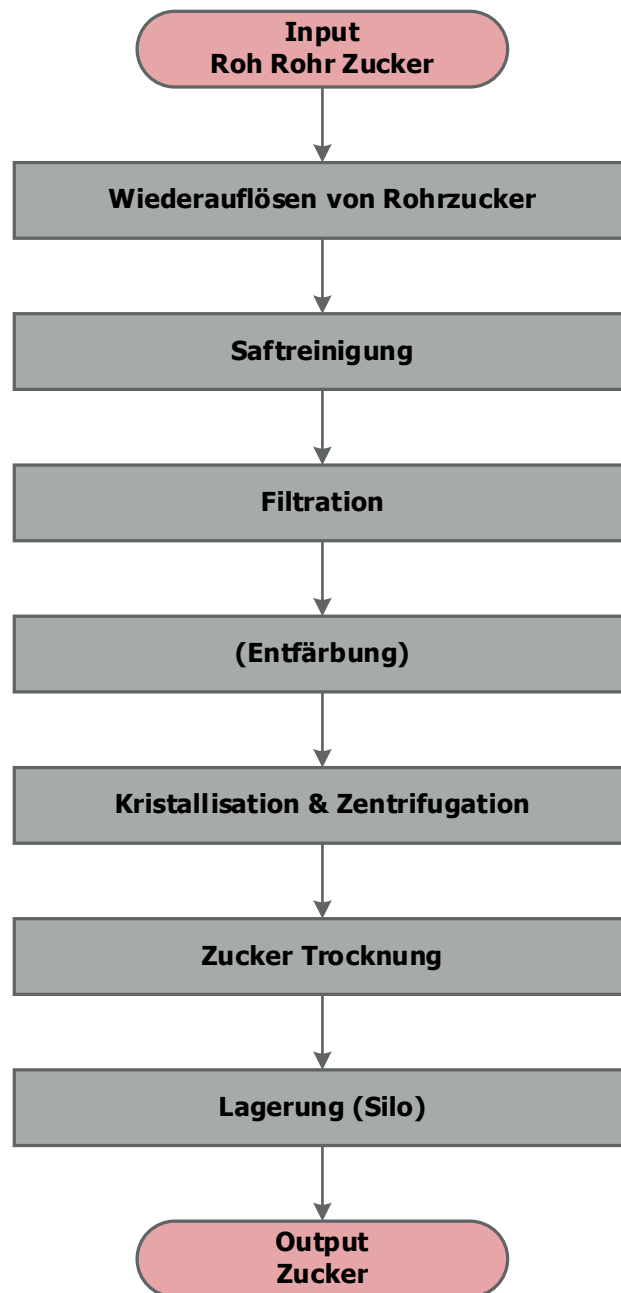 Input
Roh Rohr Zucker
Wiederauflösen von Rohrzucker
Saftreinigung
Filtration
(Entfärbung)
Kristallisation & Zentrifugation
Zucker Trocknung
Lagerung (Silo)
Output
Zucker